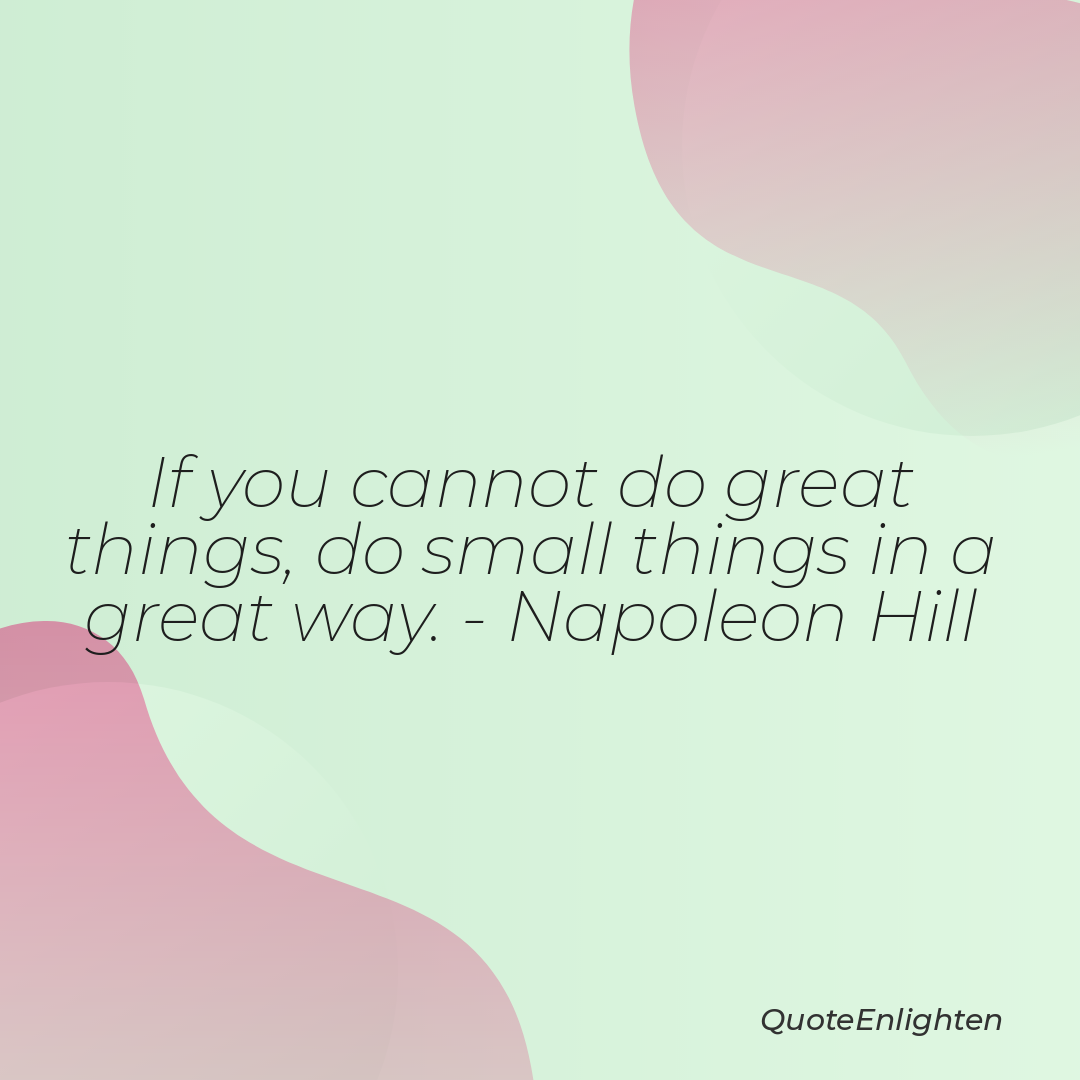 If you cannot do great
things, do small things in a
great way. - Napoleon Hill
QuoteEnlighten